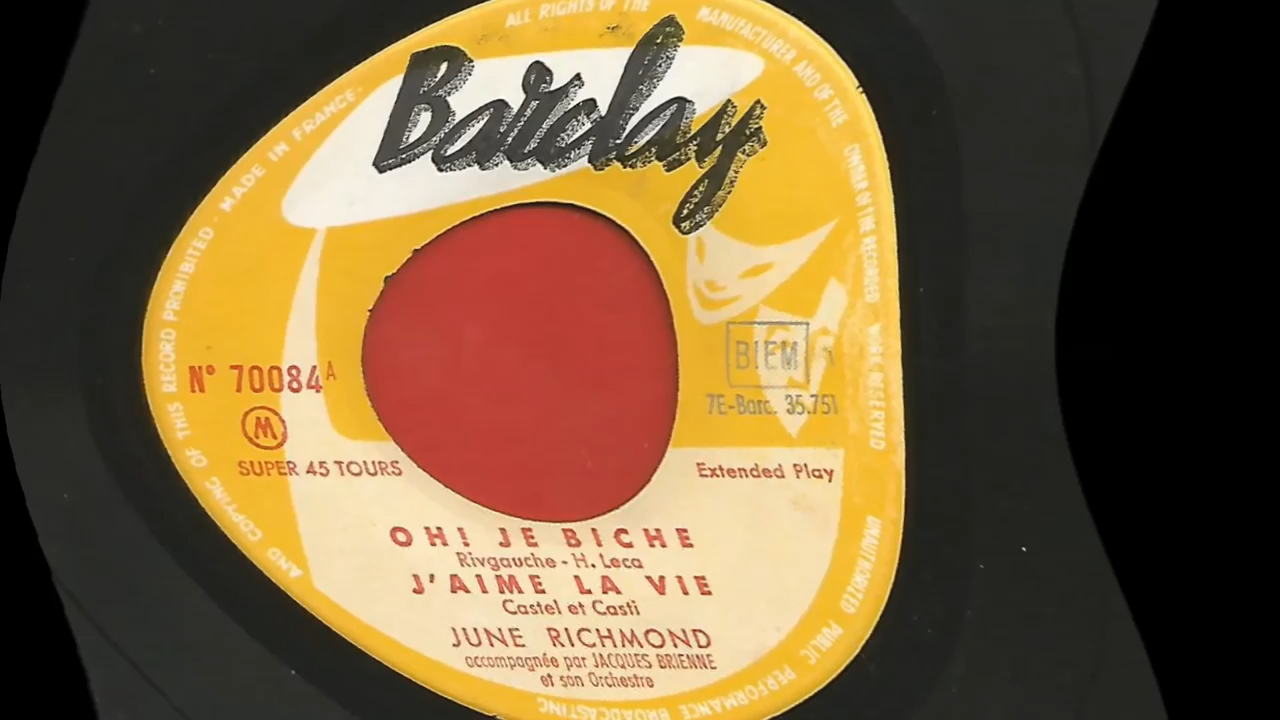 Barclay
ALL RIGHTS OF THE MANUFACTURER AND OF THE OWNER OF THE RECORDED WORK RESERVED
UNAUTHORIZED PUBLIC PERFORMANCE BROADCASTING AND COPYING OF THIS RECORD PROHIBITED · MADE IN FRANCE ·
BIEM
N° 70084A
7E-Barc. 35.751
M
SUPER 45 TOURS
Extended Play
OH! JE BICHE
Rivgauche - H. Leca
J'AIME LA VIE
Castel et Casti
JUNE RICHMOND
accompagnée par JACQUES BRIENNE
et son Orchestre